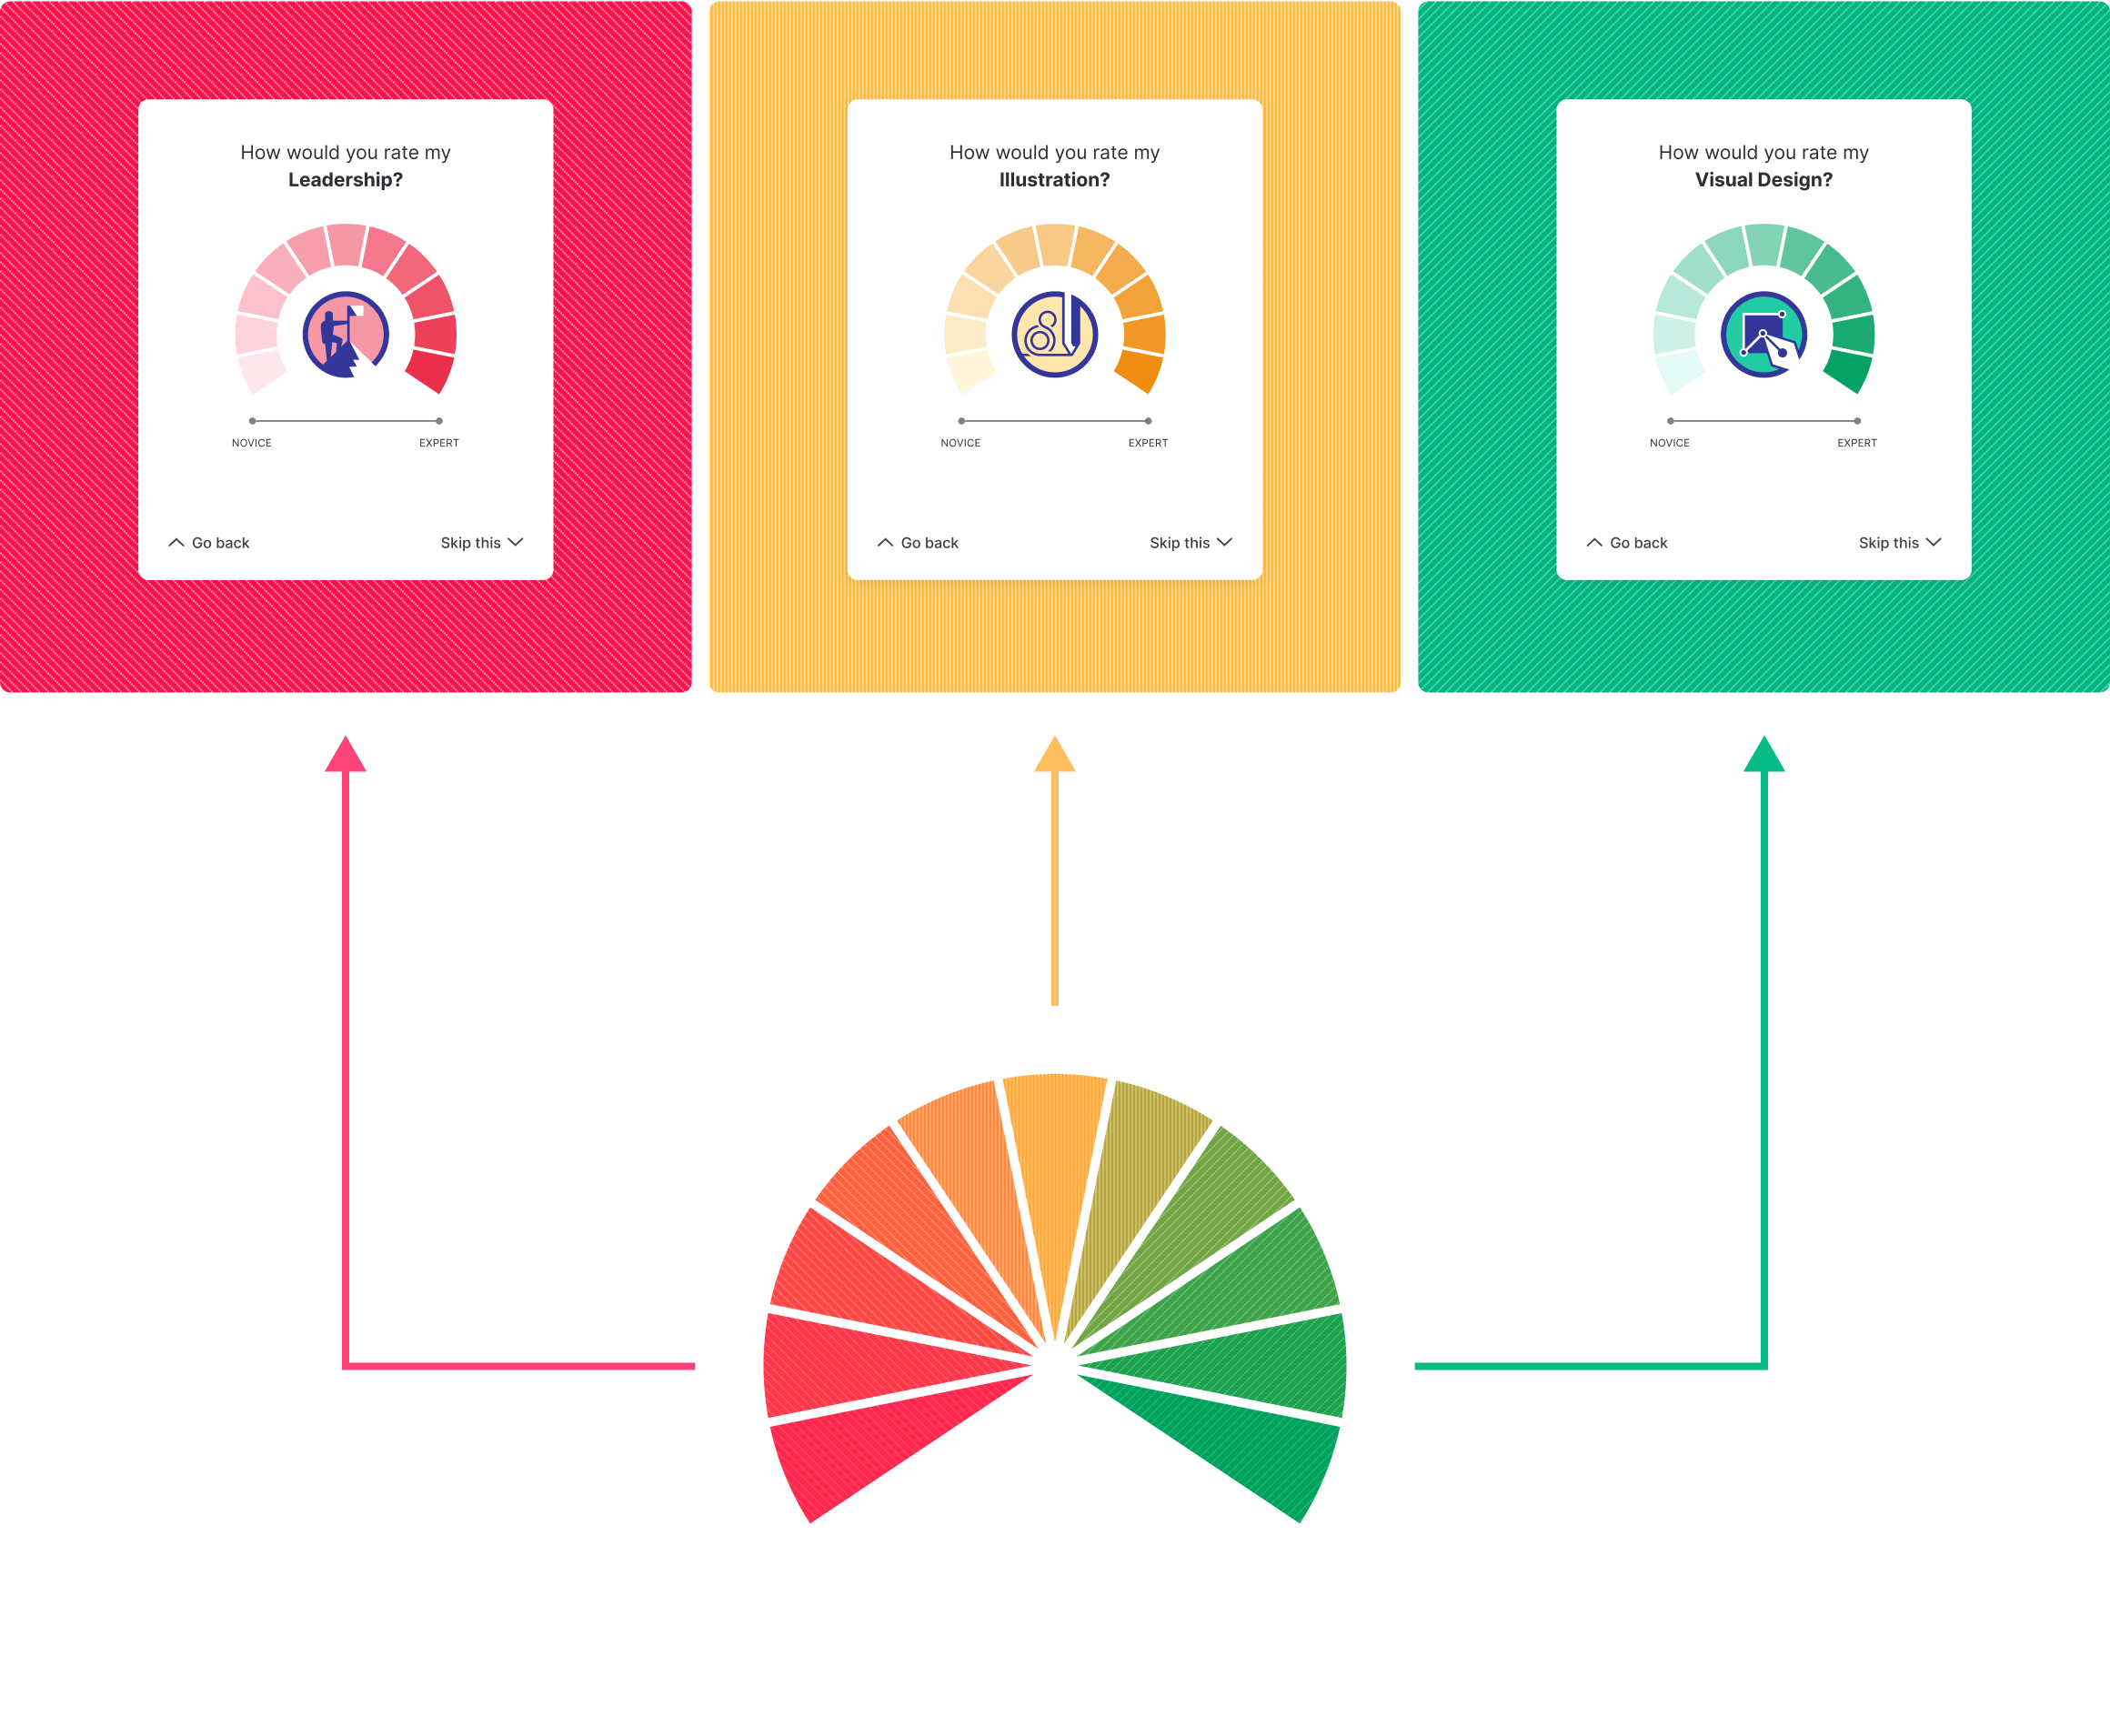 How would you rate my
Leadership?
NOVICE
EXPERT
Go back
Skip this
How would you rate my
Illustration?
NOVICE
EXPERT
Go back
Skip this
How would you rate my
Visual Design?
NOVICE
EXPERT
Go back
Skip this